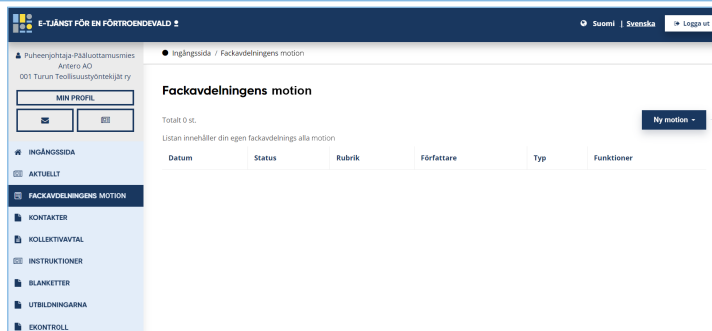 E-TJÄNST FÖR EN FÖRTROENDEVALD
Suomi | Svenska
Logga ut
Puheenjohtaja-Pääluottamusmies
Antero AO
001 Turun Teollisuustyöntekijät ry
MIN PROFIL
INGÅNGSSIDA
AKTUELLT
FACKAVDELNINGENS MOTION
KONTAKTER
KOLLEKTIVAVTAL
INSTRUKTIONER
BLANKETTER
UTBILDNINGARNA
EKONTROLL
Ingångssida / Fackavdelningens motion
Fackavdelningens motion
Totalt 0 st.
Ny motion
Listan innehåller din egen fackavdelnings alla motion
Datum Status Rubrik Författare Typ Funktioner